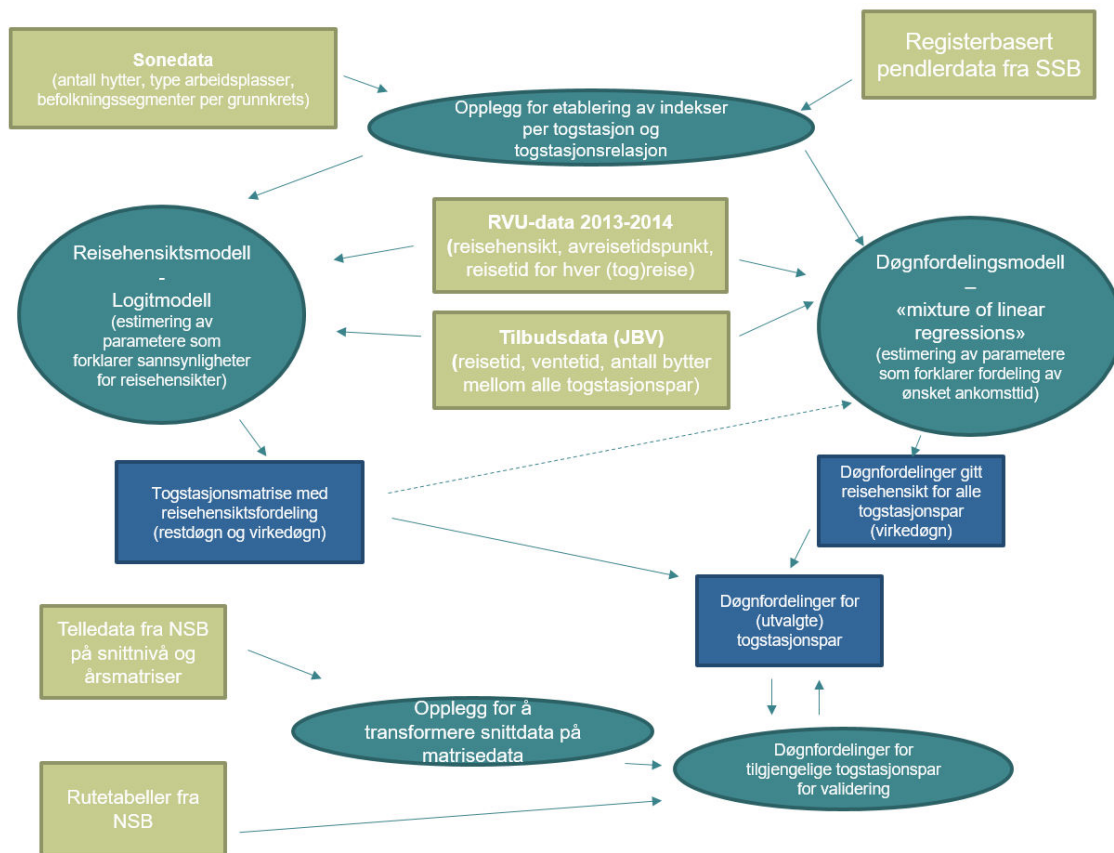 Sonedata
(antall hytter, type arbeidsplasser,
befolkningssegmenter per grunnkrets)
Registerbasert
pendlerdata fra SSB
Opplegg for etablering av indekser
per togstasjon og
togstasjonsrelasjon
RVU-data 2013-2014
(reisehensikt, avreisetidspunkt,
reisetid for hver (tog)reise)
Reisehensiktsmodell
-
Logitmodell
(estimering av
parametere som
forklarer sannsynligheter
for reisehensikter)
Døgnfordelingsmodell
–
«mixture of linear
regressions»
(estimering av parametere
som forklarer fordeling av
ønsket ankomsttid)
Tilbudsdata (JBV)
(reisetid, ventetid, antall bytter
mellom alle togstasjonspar)
Togstasjonsmatrise med
reisehensiktsfordeling
(restdøgn og virkedøgn)
Døgnfordelinger gitt
reisehensikt for alle
togstasjonspar
(virkedøgn)
Døgnfordelinger for
(utvalgte)
togstasjonspar
Telledata fra NSB
på snittnivå og
årsmatriser
Opplegg for å
transformere snittdata på
matrisedata
Døgnfordelinger for
tilgjengelige togstasjonspar
for validering
Rutetabeller fra
NSB